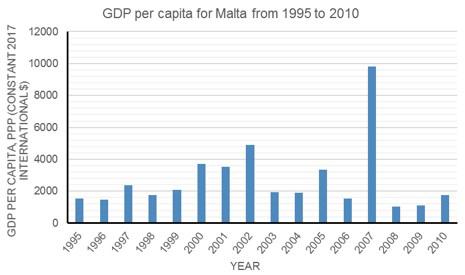 GDP per capita for Malta from 1995 to 2010
12000
10000
8000
6000
4000
2000
0
GDP PER CAPITA, PPP (CONSTANT 2017
INTERNATIONAL $)
1995 1996 1997 1998 1999 2000 2001 2002 2003 2004 2005 2006 2007 2008 2009 2010
YEAR